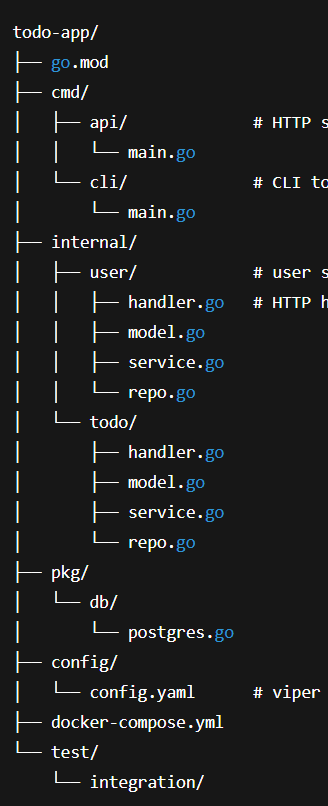 todo-app/
├── go.mod
├── cmd/
│   ├── api/             # HTTP s
│   │   └── main.go
│   └── cli/             # CLI to
│       └── main.go
├── internal/
│   ├── user/            # user s
│   │   ├── handler.go   # HTTP h
│   │   ├── model.go
│   │   ├── service.go
│   │   └── repo.go
│   └── todo/
│       ├── handler.go
│       ├── model.go
│       ├── service.go
│       └── repo.go
├── pkg/
│   └── db/
│       └── postgres.go
├── config/
│   └── config.yaml      # viper
├── docker-compose.yml
└── test/
    └── integration/